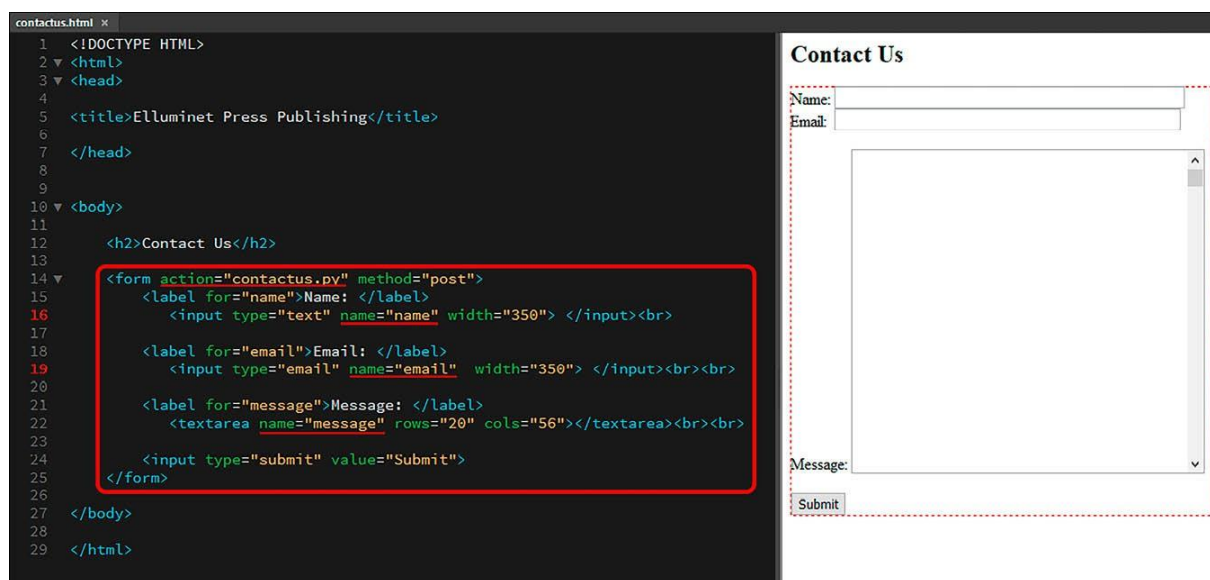 contactus.html ×
1 <!DOCTYPE HTML>
2 ▼ <html>
3 ▼ <head>
4
5 <title>Elluminet Press Publishing</title>
6
7 </head>
8
9
10 ▼ <body>
11
12 <h2>Contact Us</h2>
13
14 ▼ <form action="contactus.py" method="post">
15 <label for="name">Name: </label>
16 <input type="text" name="name" width="350"> </input><br>
17
18 <label for="email">Email: </label>
19 <input type="email" name="email"  width="350"> </input><br><br>
20
21 <label for="message">Message: </label>
22 <textarea name="message" rows="20" cols="56"></textarea><br><br>
23
24 <input type="submit" value="Submit">
25 </form>
26
27 </body>
28
29 </html>
Contact Us
Name:
Email:
Message:
Submit